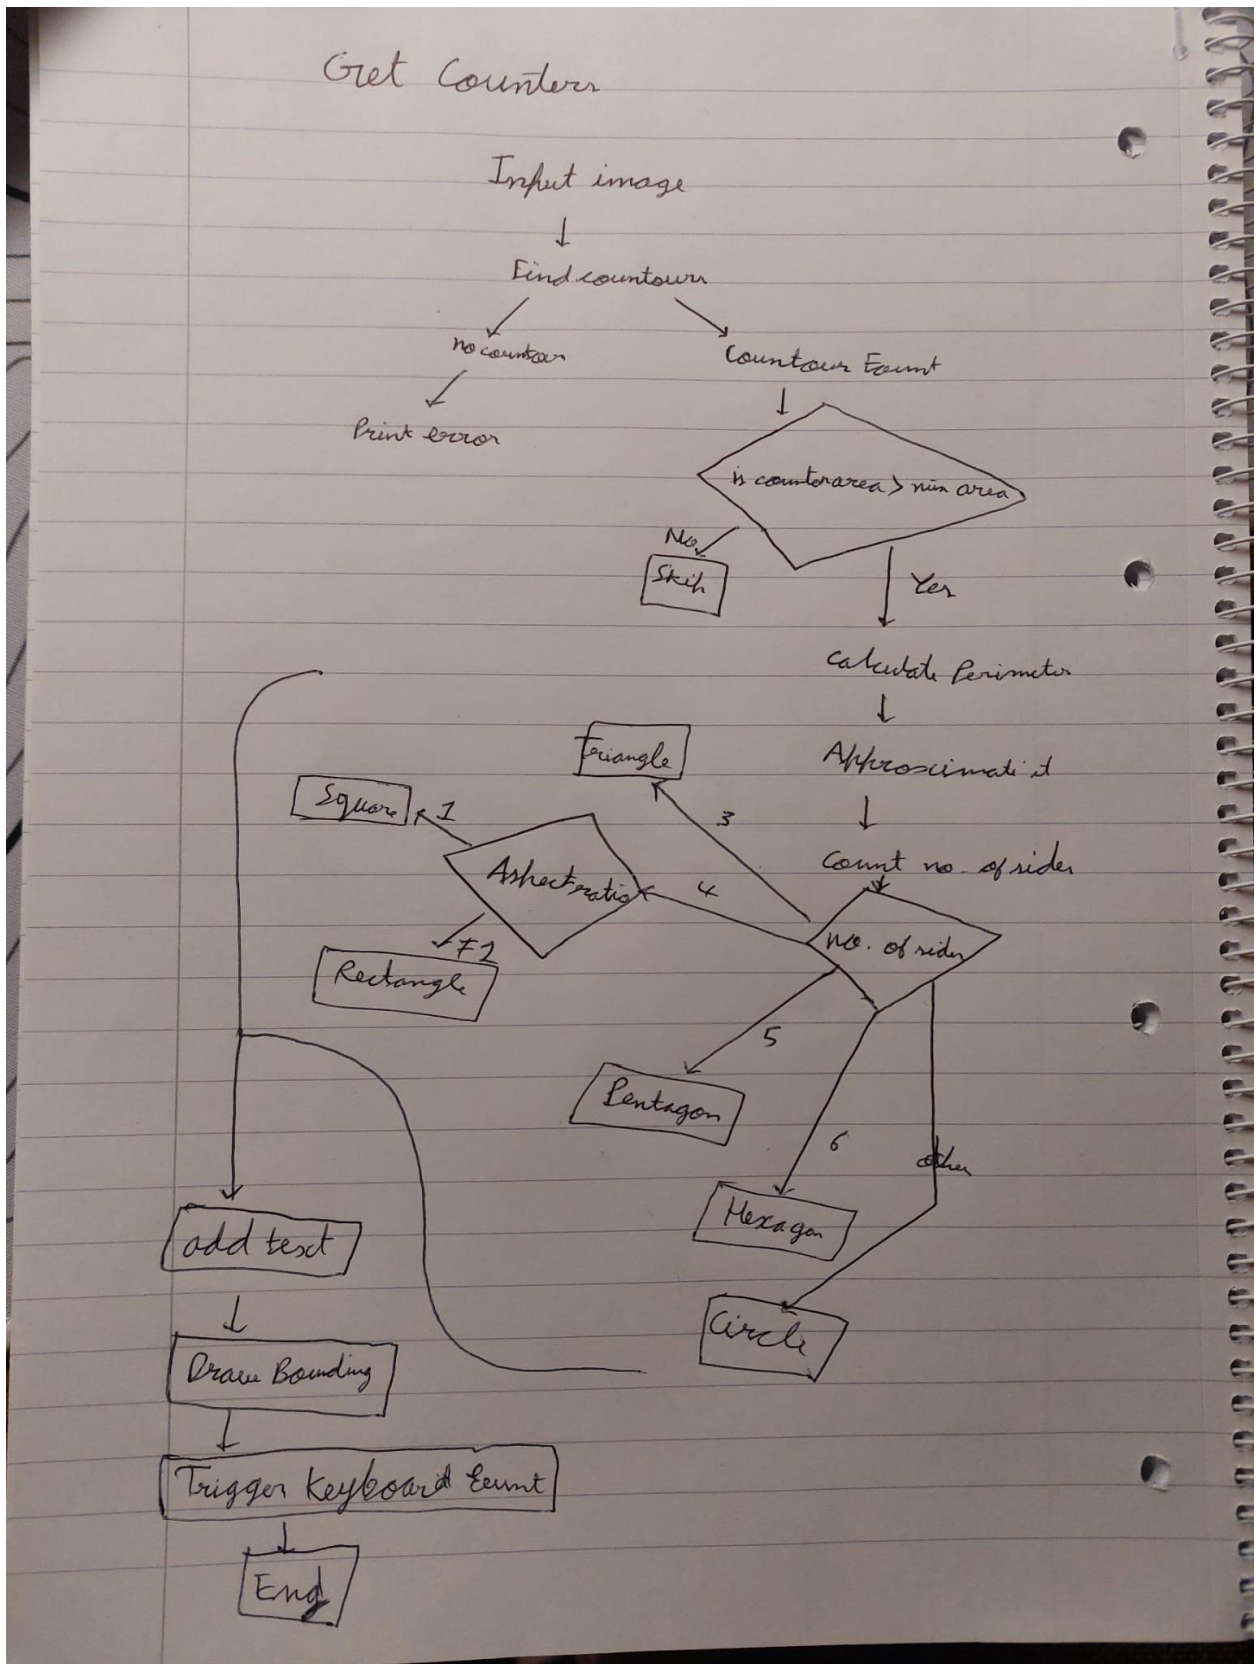 Get Counters
Input image
Find countours
no countour
Countour Fount
Print error
is counter area > min area
No
Skip
Yes
Calculate Perimeter
Triangle
Approximate it
Square
1
3
Count no. of sides
Aspect ratio
4
no. of sides
Rectangle
5
Pentagon
6
other
Hexagon
add text
Circle
Draw Bounding
Trigger Keyboard Event
End